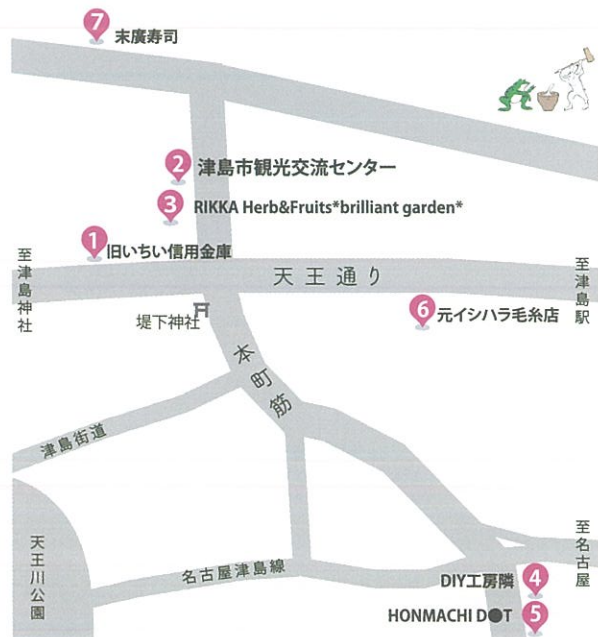 7
末廣寿司
2
津島市観光交流センター
3
RIKKA Herb&Fruits*brilliant garden*
1
旧いちい信用金庫
至津島神社
天王通り
至津島駅
6
元イシハラ毛糸店
堤下神社
本町筋
津島街道
天王川公園
名古屋津島線
至名古屋
DIY工房隣
4
HONMACHI D●T
5